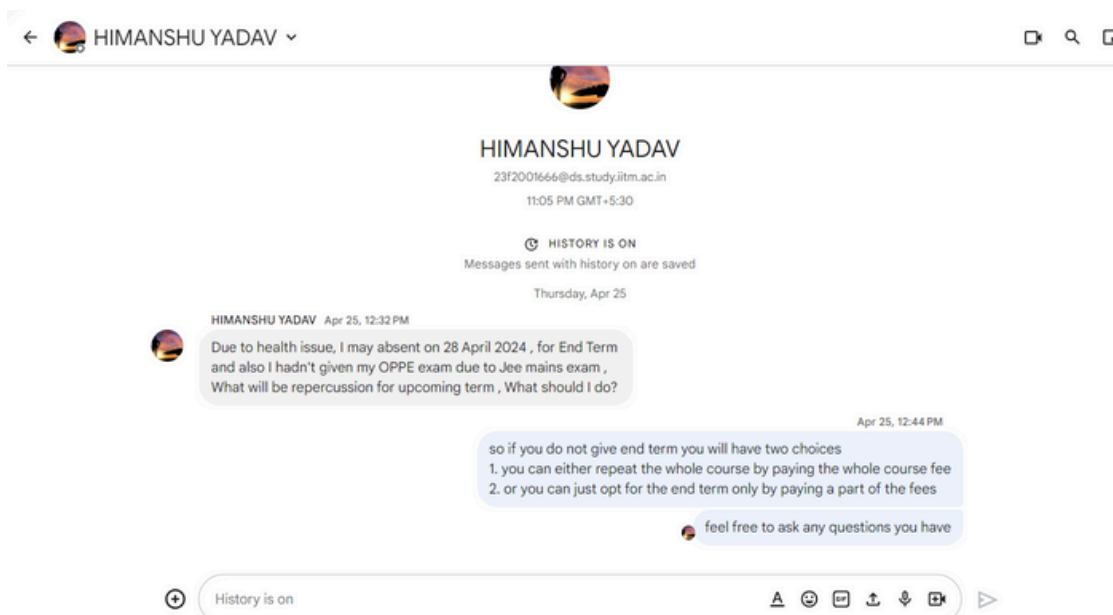 HIMANSHU YADAV
HIMANSHU YADAV
23f2001666@ds.study.iitm.ac.in
11:05 PM GMT+5:30
HISTORY IS ON
Messages sent with history on are saved
Thursday, Apr 25
HIMANSHU YADAV Apr 25, 12:32 PM
Due to health issue, I may absent on 28 April 2024 , for End Term
and also I hadn't given my OPPE exam due to Jee mains exam ,
What will be repercussion for upcoming term , What should I do?
Apr 25, 12:44 PM
so if you do not give end term you will have two choices
1. you can either repeat the whole course by paying the whole course fee
2. or you can just opt for the end term only by paying a part of the fees
feel free to ask any questions you have
History is on
A
GIF